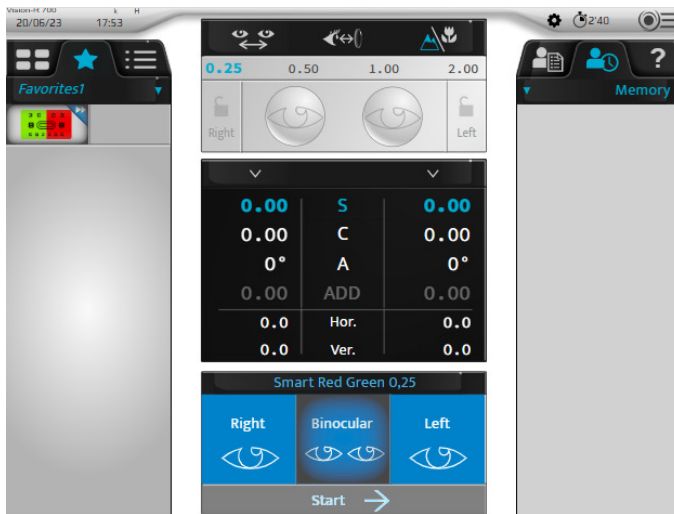 Vision-R 700
20/06/23 17:53
2'40
Favorites1
Memory
?
0.25 0.50 1.00 2.00
Right Left
0.00 S 0.00
0.00 C 0.00
0° A 0°
0.00 ADD 0.00
0.0 Hor. 0.0
0.0 Ver. 0.0
Smart Red Green 0,25
Right Binocular Left
Start